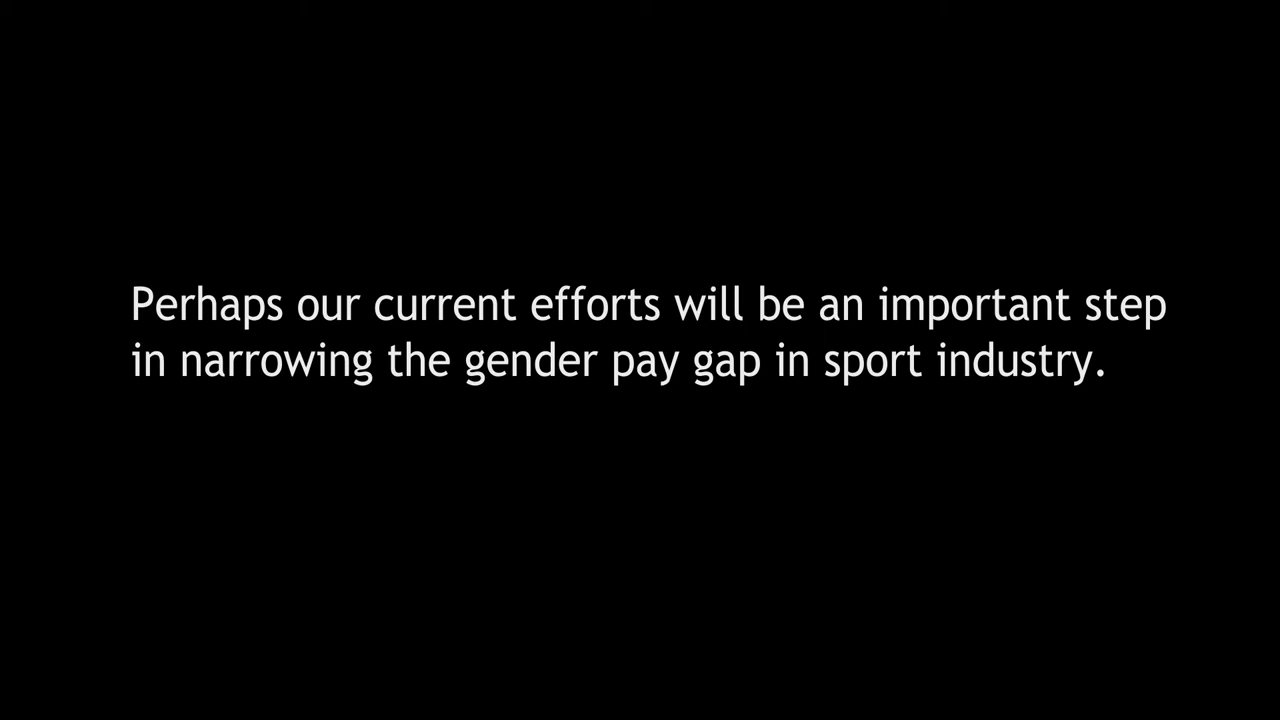 Perhaps our current efforts will be an important step
in narrowing the gender pay gap in sport industry.